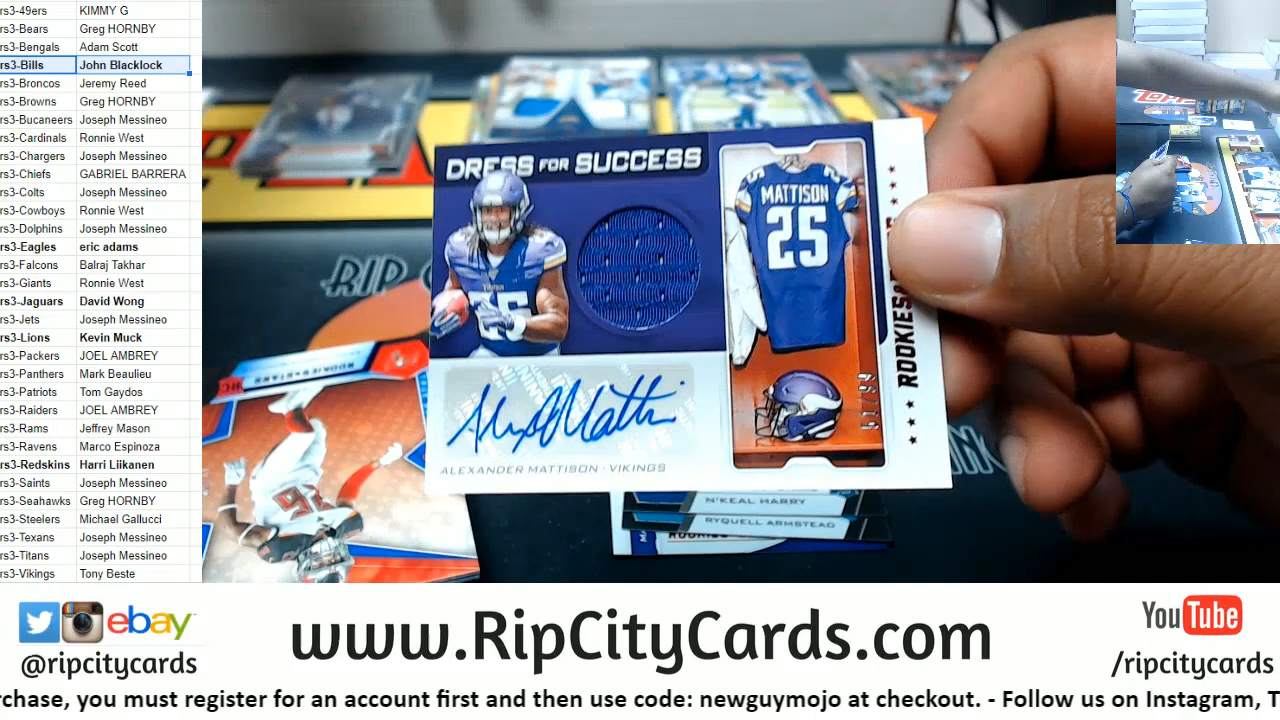 rs3-49ers KIMMY G
rs3-Bears Greg HORNBY
rs3-Bengals Adam Scott
rs3-Bills John Blacklock
rs3-Broncos Jeremy Reed
rs3-Browns Greg HORNBY
rs3-Bucaneers Joseph Messineo
rs3-Cardinals Ronnie West
rs3-Chargers Joseph Messineo
rs3-Chiefs GABRIEL BARRERA
rs3-Colts Joseph Messineo
rs3-Cowboys Ronnie West
rs3-Dolphins Joseph Messineo
rs3-Eagles eric adams
rs3-Falcons Balraj Takhar
rs3-Giants Ronnie West
rs3-Jaguars David Wong
rs3-Jets Joseph Messineo
rs3-Lions Kevin Muck
rs3-Packers JOEL AMBREY
rs3-Panthers Mark Beaulieu
rs3-Patriots Tom Gaydos
rs3-Raiders JOEL AMBREY
rs3-Rams Jeffrey Mason
rs3-Ravens Marco Espinoza
rs3-Redskins Harri Liikanen
rs3-Saints Joseph Messineo
rs3-Seahawks Greg HORNBY
rs3-Steelers Michael Gallucci
rs3-Texans Joseph Messineo
rs3-Titans Joseph Messineo
rs3-Vikings Tony Beste
DRESS FOR SUCCESS
MATTISON
25
25
ROOKIES&
RIP
ALEXANDER MATTISON · VIKINGS
N'KEAL HARRY
RYQUELL ARMSTEAD
ebay
@ripcitycards
www.RipCityCards.com
YouTube
/ripcitycards
rchase, you must register for an account first and then use code: newguymojo at checkout. - Follow us on Instagram, T